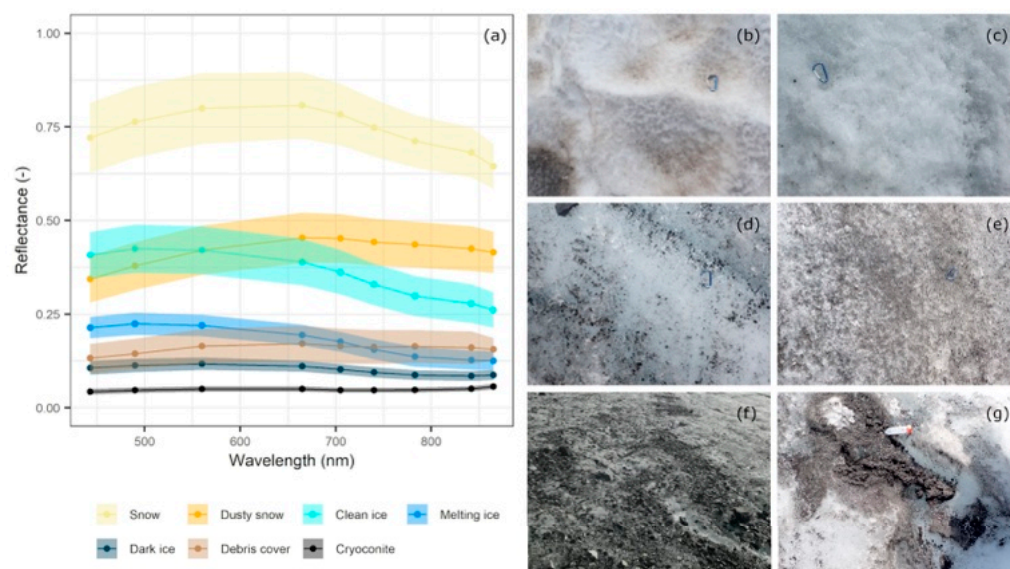 (a)
1.00
0.75
0.50
0.25
0.00
Reflectance (-)
500 600 700 800
Wavelength (nm)
Snow Dusty snow Clean ice Melting ice
Dark ice Debris cover Cryoconite
(b) (c)
(d) (e)
(f) (g)